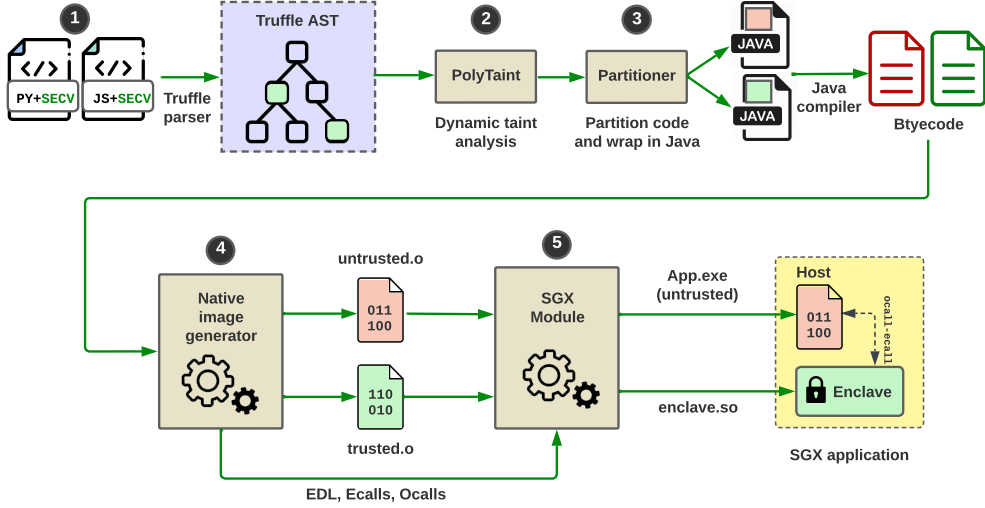 1
PY+SECV
JS+SECV
Truffle
parser
Truffle AST
2
PolyTaint
Dynamic taint
analysis
3
Partitioner
Partition code
and wrap in Java
JAVA
JAVA
Java
compiler
Btyecode
4
Native
image
generator
untrusted.o
011
100
110
010
trusted.o
EDL, Ecalls, Ocalls
5
SGX
Module
App.exe
(untrusted)
enclave.so
Host
011
100
ocall-ecall
Enclave
SGX application